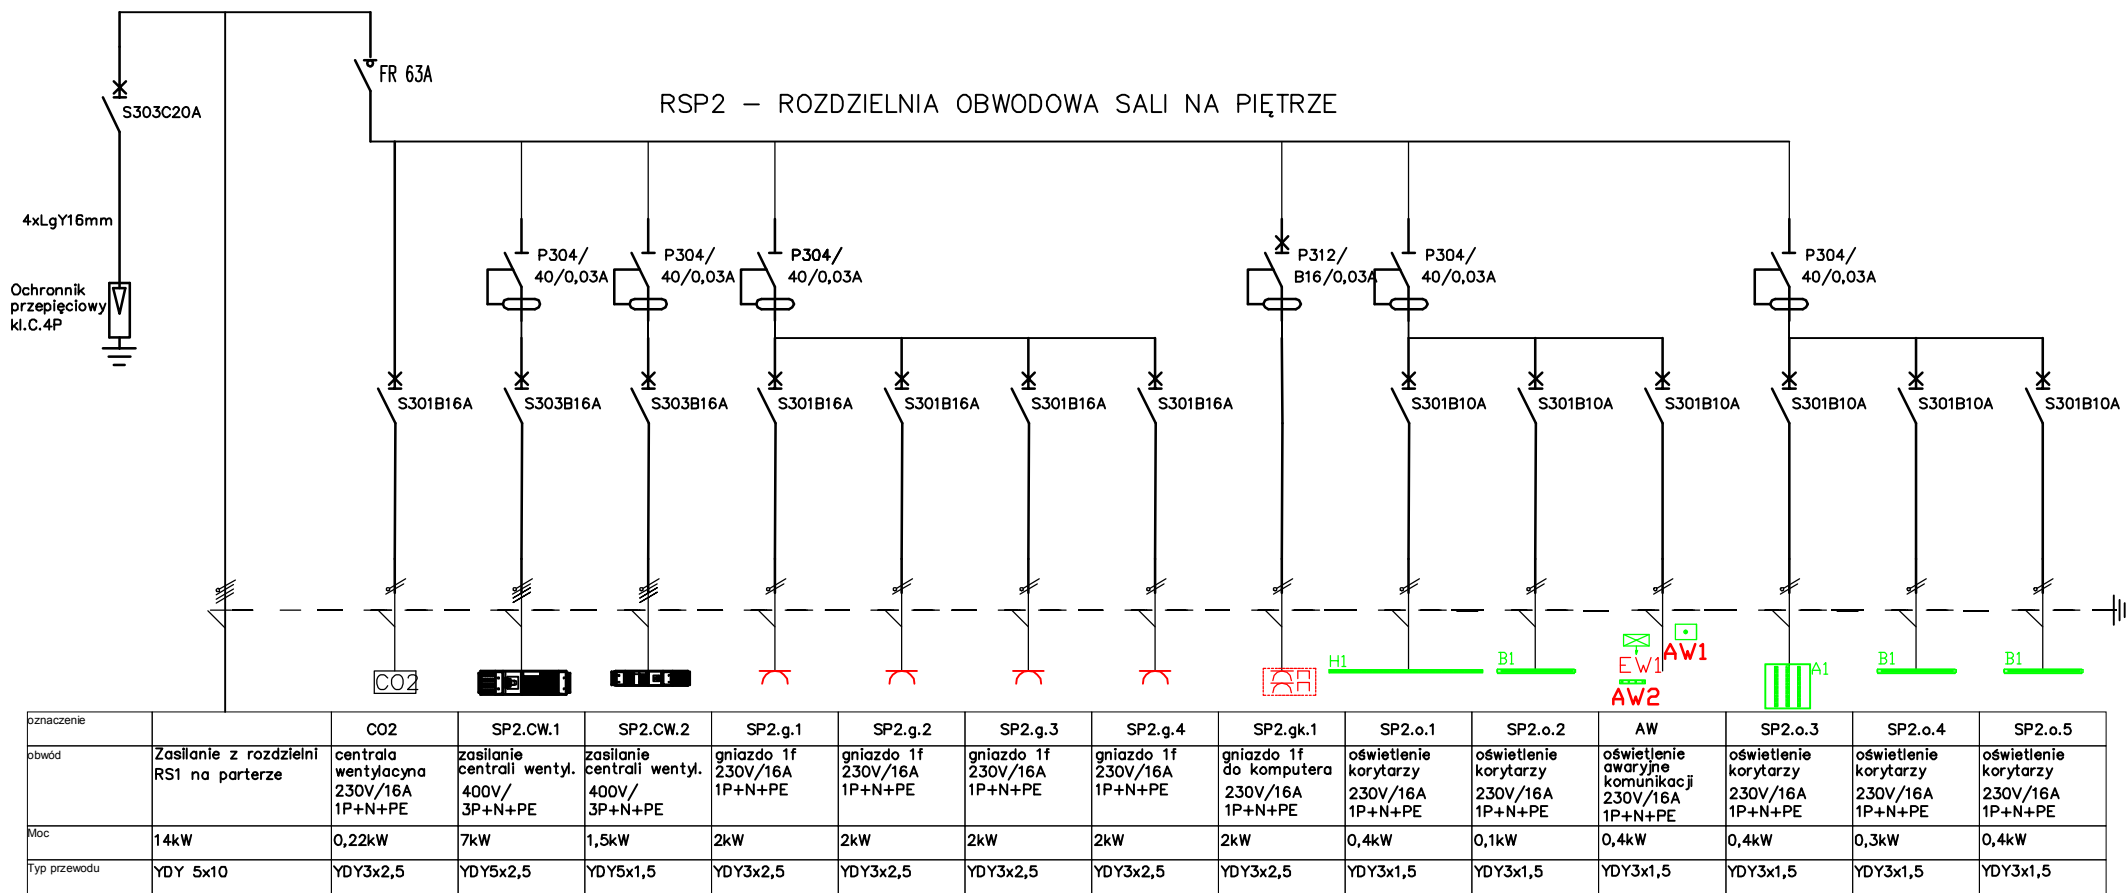 FR 63A
S303C20A
RSP2 – ROZDZIELNIA OBWODOWA SALI NA PIĘTRZE
4xLgY16mm
Ochronnik
przepięciowy
kl.C.4P
P304/
40/0,03A
P304/
40/0,03A
P304/
40/0,03A
P312/
B16/0,03A
P304/
40/0,03A
P304/
40/0,03A
S301B16A
S303B16A
S303B16A
S301B16A
S301B16A
S301B16A
S301B16A
S301B10A
S301B10A
S301B10A
S301B10A
S301B10A
S301B10A
CO2
H1
B1
EW1
AW1
AW2
A1
B1
B1
oznaczenie CO2 SP2.CW.1 SP2.CW.2 SP2.g.1 SP2.g.2 SP2.g.3 SP2.g.4 SP2.gk.1 SP2.o.1 SP2.o.2 AW SP2.o.3 SP2.o.4 SP2.o.5
obwód
Zasilanie z rozdzielni
RS1 na parterze
centrala
wentylacyna
230V/16A
1P+N+PE
zasilanie
centrali wentyl.
400V/
3P+N+PE
zasilanie
centrali wentyl.
400V/
3P+N+PE
gniazdo 1f
230V/16A
1P+N+PE
gniazdo 1f
230V/16A
1P+N+PE
gniazdo 1f
230V/16A
1P+N+PE
gniazdo 1f
230V/16A
1P+N+PE
gniazdo 1f
do komputera
230V/16A
1P+N+PE
oświetlenie
korytarzy
230V/16A
1P+N+PE
oświetlenie
korytarzy
230V/16A
1P+N+PE
oświetlenie
awaryjne
komunikacji
230V/16A
1P+N+PE
oświetlenie
korytarzy
230V/16A
1P+N+PE
oświetlenie
korytarzy
230V/16A
1P+N+PE
oświetlenie
korytarzy
230V/16A
1P+N+PE
Moc 14kW 0,22kW 7kW 1,5kW 2kW 2kW 2kW 2kW 2kW 0,4kW 0,1kW 0,4kW 0,4kW 0,3kW 0,4kW
Typ przewodu YDY 5x10 YDY3x2,5 YDY5x2,5 YDY5x1,5 YDY3x2,5 YDY3x2,5 YDY3x2,5 YDY3x2,5 YDY3x2,5 YDY3x1,5 YDY3x1,5 YDY3x1,5 YDY3x1,5 YDY3x1,5 YDY3x1,5